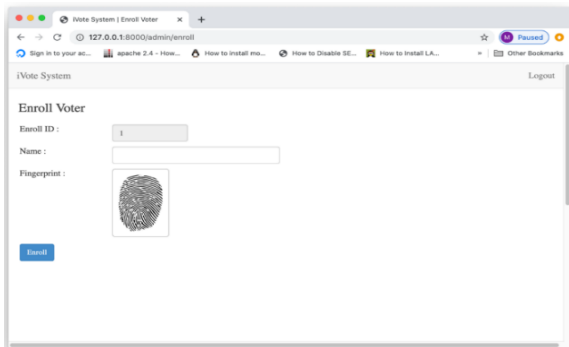 iVote System | Enroll Voter
127.0.0.1:8000/admin/enroll
M Paused
Sign in to your ac... apache 2.4 - How... How to install mo... How to Disable SE... How to Install LA... » Other Bookmarks
iVote System Logout
Enroll Voter
Enroll ID : 1
Name :
Fingerprint :
Enroll